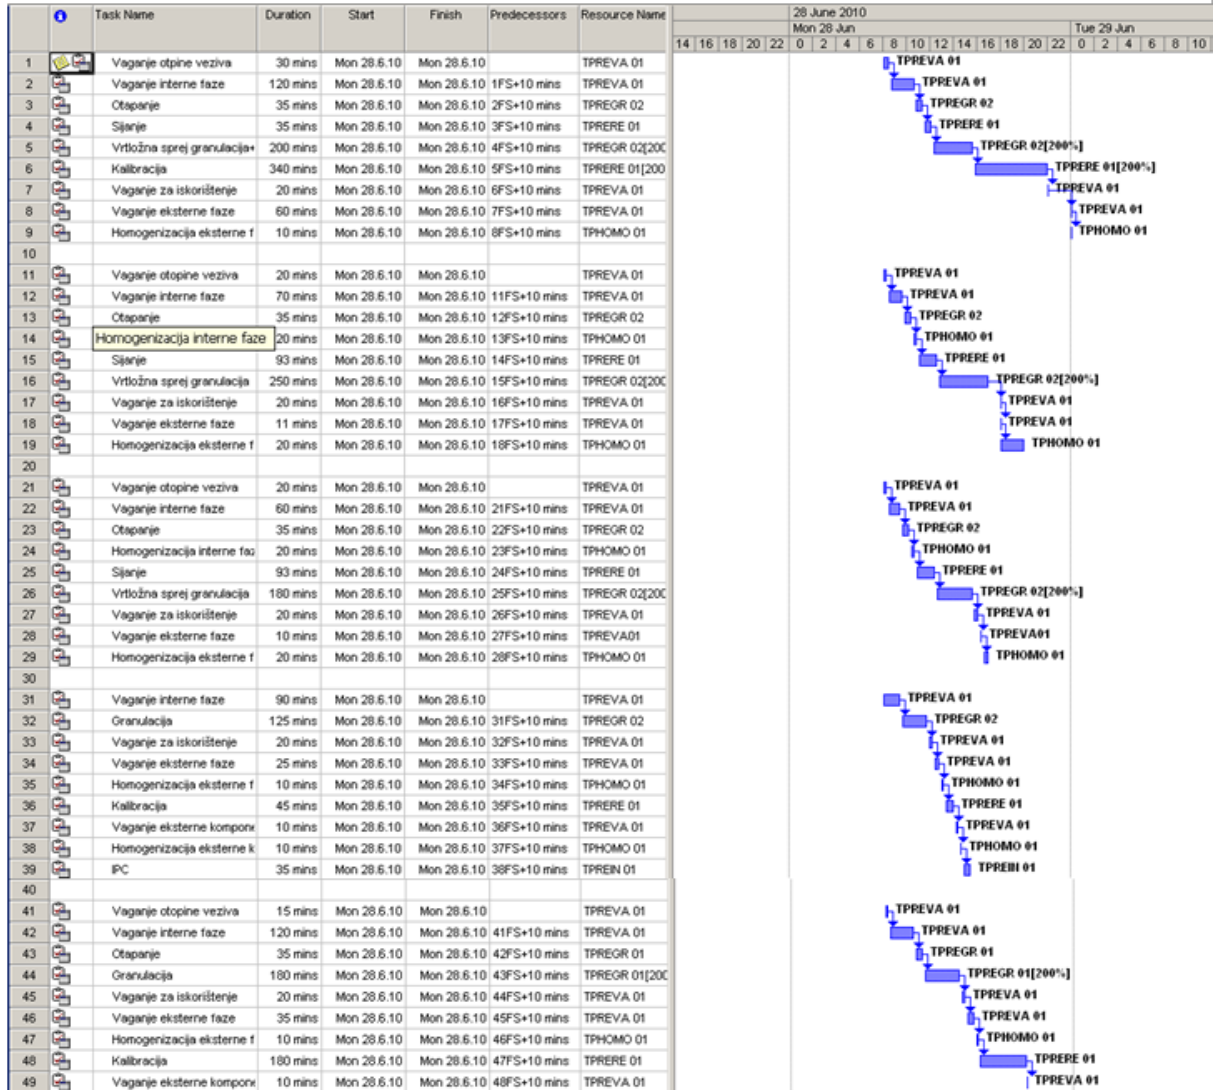 Task Name Duration Start Finish Predecessors Resource Name
28 June 2010
Mon 28 Jun Tue 29 Jun
14 16 18 20 22 0 2 4 6 8 10 12 14 16 18 20 22 0 2 4 6 8 10
1 Vaganje otpine veziva 30 mins Mon 28.6.10 Mon 28.6.10 TPREVA 01 TPREVA 01
2 Vaganje interne faze 120 mins Mon 28.6.10 Mon 28.6.10 1FS+10 mins TPREVA 01 TPREVA 01
3 Otapanje 35 mins Mon 28.6.10 Mon 28.6.10 2FS+10 mins TPREGR 02 TPREGR 02
4 Sijanje 35 mins Mon 28.6.10 Mon 28.6.10 3FS+10 mins TPRERE 01 TPRERE 01
5 Vrtložna sprej granulacija+ 200 mins Mon 28.6.10 Mon 28.6.10 4FS+10 mins TPREGR 02[200 TPREGR 02[200%]
6 Kalibracija 340 mins Mon 28.6.10 Mon 28.6.10 5FS+10 mins TPRERE 01[200 TPRERE 01[200%]
7 Vaganje za iskorištenje 20 mins Mon 28.6.10 Mon 28.6.10 6FS+10 mins TPREVA 01 TPREVA 01
8 Vaganje eksterne faze 60 mins Mon 28.6.10 Mon 28.6.10 7FS+10 mins TPREVA 01 TPREVA 01
9 Homogenizacija eksterne f 10 mins Mon 28.6.10 Mon 28.6.10 8FS+10 mins TPHOMO 01 TPHOMO 01
10
11 Vaganje otopine veziva 20 mins Mon 28.6.10 Mon 28.6.10 TPREVA 01 TPREVA 01
12 Vaganje interne faze 70 mins Mon 28.6.10 Mon 28.6.10 11FS+10 mins TPREVA 01 TPREVA 01
13 Otapanje 35 mins Mon 28.6.10 Mon 28.6.10 12FS+10 mins TPREGR 02 TPREGR 02
14 Homogenizacija interne faze 20 mins Mon 28.6.10 Mon 28.6.10 13FS+10 mins TPHOMO 01 TPHOMO 01
15 Sijanje 93 mins Mon 28.6.10 Mon 28.6.10 14FS+10 mins TPRERE 01 TPRERE 01
16 Vrtložna sprej granulacija 250 mins Mon 28.6.10 Mon 28.6.10 15FS+10 mins TPREGR 02[200 TPREGR 02[200%]
17 Vaganje za iskorištenje 20 mins Mon 28.6.10 Mon 28.6.10 16FS+10 mins TPREVA 01 TPREVA 01
18 Vaganje eksterne faze 11 mins Mon 28.6.10 Mon 28.6.10 17FS+10 mins TPREVA 01 TPREVA 01
19 Homogenizacija eksterne f 20 mins Mon 28.6.10 Mon 28.6.10 18FS+10 mins TPHOMO 01 TPHOMO 01
20
21 Vaganje otopine veziva 20 mins Mon 28.6.10 Mon 28.6.10 TPREVA 01 TPREVA 01
22 Vaganje interne faze 60 mins Mon 28.6.10 Mon 28.6.10 21FS+10 mins TPREVA 01 TPREVA 01
23 Otapanje 35 mins Mon 28.6.10 Mon 28.6.10 22FS+10 mins TPREGR 02 TPREGR 02
24 Homogenizacija interne faz 20 mins Mon 28.6.10 Mon 28.6.10 23FS+10 mins TPHOMO 01 TPHOMO 01
25 Sijanje 93 mins Mon 28.6.10 Mon 28.6.10 24FS+10 mins TPRERE 01 TPRERE 01
26 Vrtložna sprej granulacija 180 mins Mon 28.6.10 Mon 28.6.10 25FS+10 mins TPREGR 02[200 TPREGR 02[200%]
27 Vaganje za iskorištenje 20 mins Mon 28.6.10 Mon 28.6.10 26FS+10 mins TPREVA 01 TPREVA 01
28 Vaganje eksterne faze 10 mins Mon 28.6.10 Mon 28.6.10 27FS+10 mins TPREVA01 TPREVA01
29 Homogenizacija eksterne f 20 mins Mon 28.6.10 Mon 28.6.10 28FS+10 mins TPHOMO 01 TPHOMO 01
30
31 Vaganje interne faze 90 mins Mon 28.6.10 Mon 28.6.10 TPREVA 01 TPREVA 01
32 Granulacija 125 mins Mon 28.6.10 Mon 28.6.10 31FS+10 mins TPREGR 02 TPREGR 02
33 Vaganje za iskorištenje 20 mins Mon 28.6.10 Mon 28.6.10 32FS+10 mins TPREVA 01 TPREVA 01
34 Vaganje eksterne faze 25 mins Mon 28.6.10 Mon 28.6.10 33FS+10 mins TPREVA 01 TPREVA 01
35 Homogenizacija eksterne f 10 mins Mon 28.6.10 Mon 28.6.10 34FS+10 mins TPHOMO 01 TPHOMO 01
36 Kalibracija 45 mins Mon 28.6.10 Mon 28.6.10 35FS+10 mins TPRERE 01 TPRERE 01
37 Vaganje eksterne kompone 10 mins Mon 28.6.10 Mon 28.6.10 36FS+10 mins TPREVA 01 TPREVA 01
38 Homogenizacija eksterne k 10 mins Mon 28.6.10 Mon 28.6.10 37FS+10 mins TPHOMO 01 TPHOMO 01
39 IPC 35 mins Mon 28.6.10 Mon 28.6.10 38FS+10 mins TPREIN 01 TPREIN 01
40
41 Vaganje otopine veziva 15 mins Mon 28.6.10 Mon 28.6.10 TPREVA 01 TPREVA 01
42 Vaganje interne faze 120 mins Mon 28.6.10 Mon 28.6.10 41FS+10 mins TPREVA 01 TPREVA 01
43 Otapanje 35 mins Mon 28.6.10 Mon 28.6.10 42FS+10 mins TPREGR 01 TPREGR 01
44 Granulacija 180 mins Mon 28.6.10 Mon 28.6.10 43FS+10 mins TPREGR 01[200 TPREGR 01[200%]
45 Vaganje za iskorištenje 20 mins Mon 28.6.10 Mon 28.6.10 44FS+10 mins TPREVA 01 TPREVA 01
46 Vaganje eksterne faze 35 mins Mon 28.6.10 Mon 28.6.10 45FS+10 mins TPREVA 01 TPREVA 01
47 Homogenizacija eksterne f 10 mins Mon 28.6.10 Mon 28.6.10 46FS+10 mins TPHOMO 01 TPHOMO 01
48 Kalibracija 180 mins Mon 28.6.10 Mon 28.6.10 47FS+10 mins TPRERE 01 TPRERE 01
49 Vaganje eksterne kompone 10 mins Mon 28.6.10 Mon 28.6.10 48FS+10 mins TPREVA 01 TPREVA 01